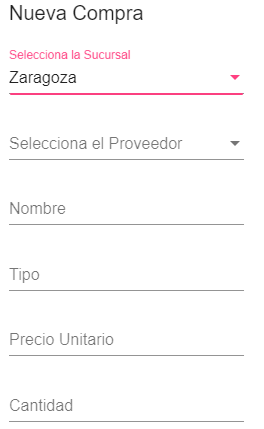 Nueva Compra
Selecciona la Sucursal
Zaragoza
Selecciona el Proveedor
Nombre
Tipo
Precio Unitario
Cantidad